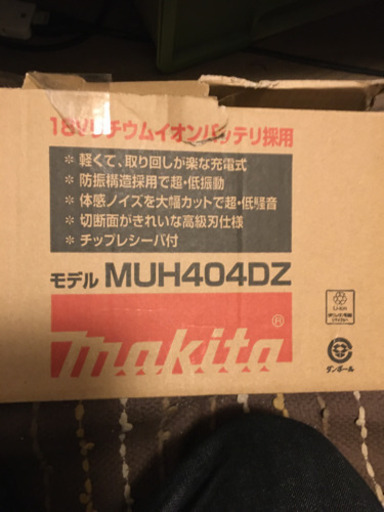 18Vリチウムイオンバッテリ採用
* 軽くて、取り回しが楽な充電式
* 防振構造採用で超・低振動
* 体感ノイズを大幅カットで超・低騒音
* 切断面がきれいな高級刃仕様
* チップレシーバ付
モデル MUH404DZ
makita®
Li-ion
ダンボール